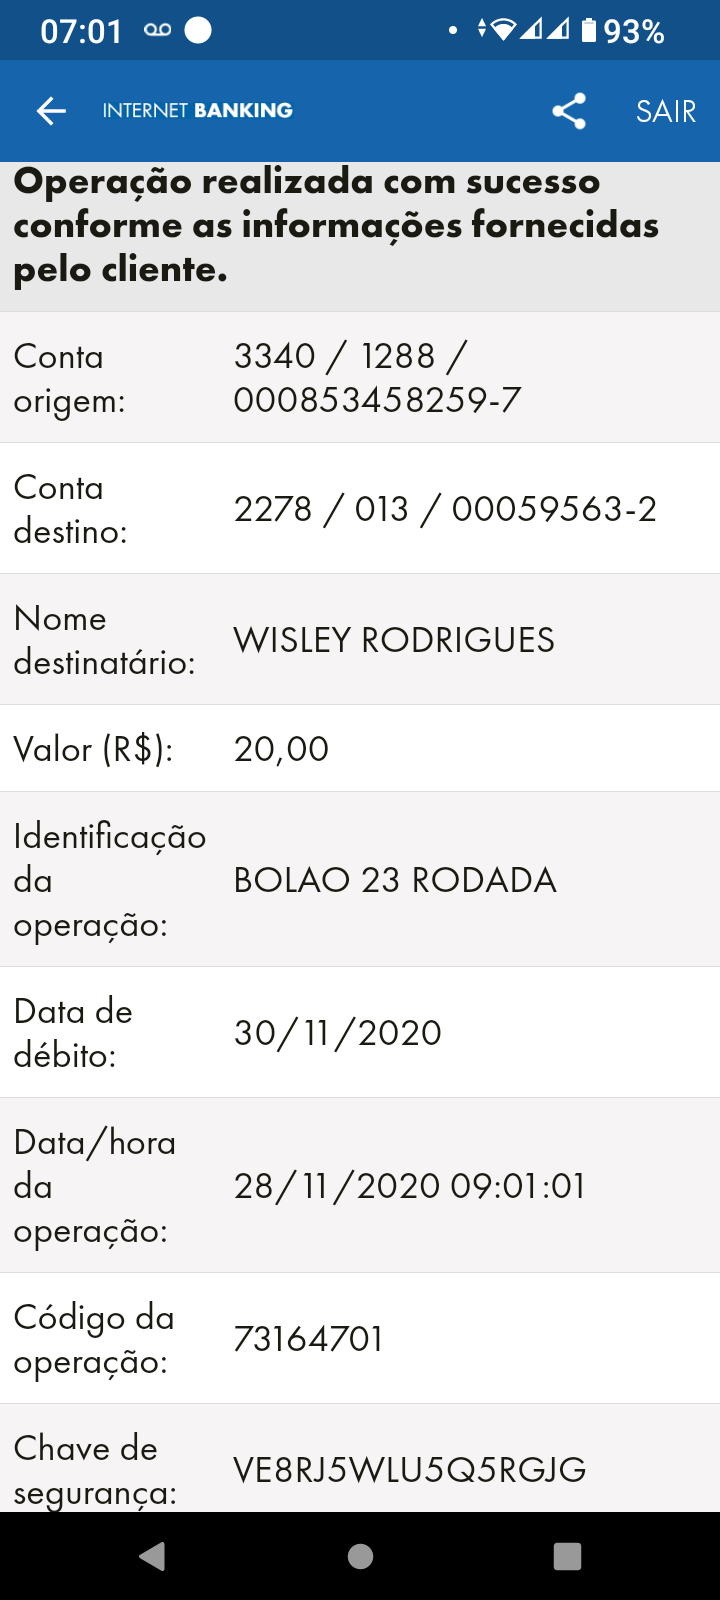 07:01
93%
INTERNET BANKING
SAIR
Operação realizada com sucesso
conforme as informações fornecidas
pelo cliente.
Conta
origem:
3340 / 1288 /
000853458259-7
Conta
destino:
2278 / 013 / 00059563-2
Nome
destinatário:
WISLEY RODRIGUES
Valor (R$):
20,00
Identificação
da
operação:
BOLAO 23 RODADA
Data de
débito:
30/11/2020
Data/hora
da
operação:
28/11/2020 09:01:01
Código da
operação:
73164701
Chave de
segurança:
VE8RJ5WLU5Q5RGJG